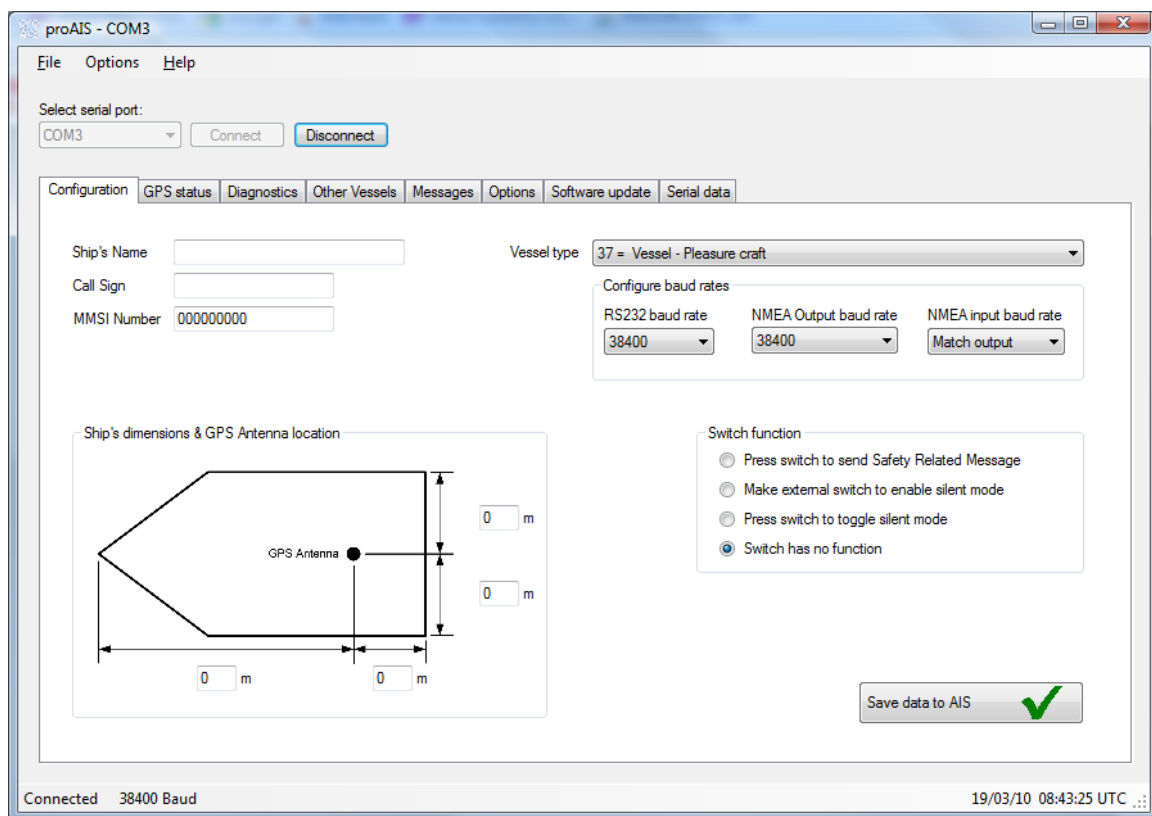 proAIS - COM3
File Options Help
Select serial port:
COM3 Connect Disconnect
Configuration GPS status Diagnostics Other Vessels Messages Options Software update Serial data
Ship's Name
Vessel type 37 = Vessel - Pleasure craft
Call Sign
MMSI Number 000000000
Configure baud rates
RS232 baud rate NMEA Output baud rate NMEA input baud rate
38400 38400 Match output
Ship's dimensions & GPS Antenna location
GPS Antenna
0 m
0 m
0 m 0 m
Switch function
Press switch to send Safety Related Message
Make external switch to enable silent mode
Press switch to toggle silent mode
Switch has no function
Save data to AIS
Connected 38400 Baud 19/03/10 08:43:25 UTC